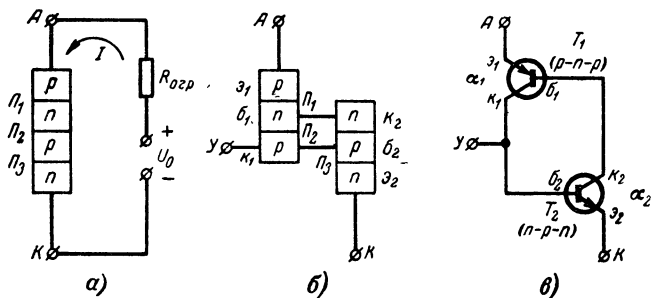 A
I
Rогр
+
U₀
−
p
n
p
n
П₁
П₂
П₃
К
а)
A
э₁
p
П₁
б₁
n
n
к₂
П₂
У
к₁
p
p
б₂
П₃
n
э₂
К
б)
A
T₁
э₁
(p-n-p)
α₁
к₁
б₁
У
б₂
к₂
α₂
T₂
э₂
(n-p-n)
К
в)